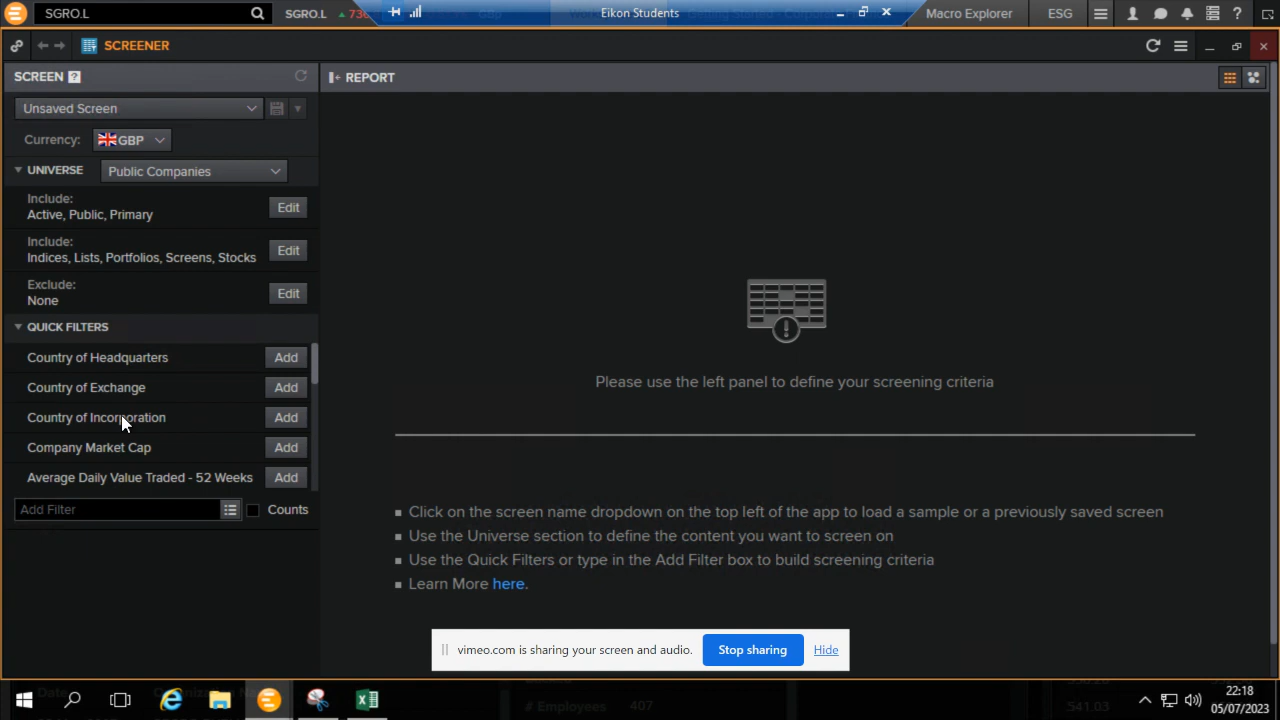 SGRO.L
SGRO.L
Eikon Students
Macro Explorer
ESG
SCREENER
SCREEN ?
REPORT
Unsaved Screen
Currency:
GBP
UNIVERSE
Public Companies
Include:
Active, Public, Primary
Edit
Include:
Indices, Lists, Portfolios, Screens, Stocks
Edit
Exclude:
None
Edit
QUICK FILTERS
Country of Headquarters
Add
Country of Exchange
Add
Country of Incorporation
Add
Company Market Cap
Add
Average Daily Value Traded - 52 Weeks
Add
Add Filter
Counts
Please use the left panel to define your screening criteria
Click on the screen name dropdown on the top left of the app to load a sample or a previously saved screen
Use the Universe section to define the content you want to screen on
Use the Quick Filters or type in the Add Filter box to build screening criteria
Learn More here.
vimeo.com is sharing your screen and audio.
Stop sharing
Hide
# Employees 407
541.03
22:18
05/07/2023